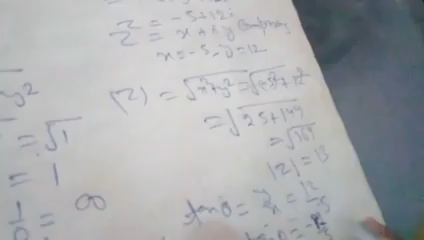 z = -5+12i
z = x+iy
x=-5, y=12
|z| = √x²+y² = √(-5)²+12²
= √25+144
= √169
|z| = 13
tanθ = y/x = 12/-5
y²
= √1
= 1
1/0 = ∞